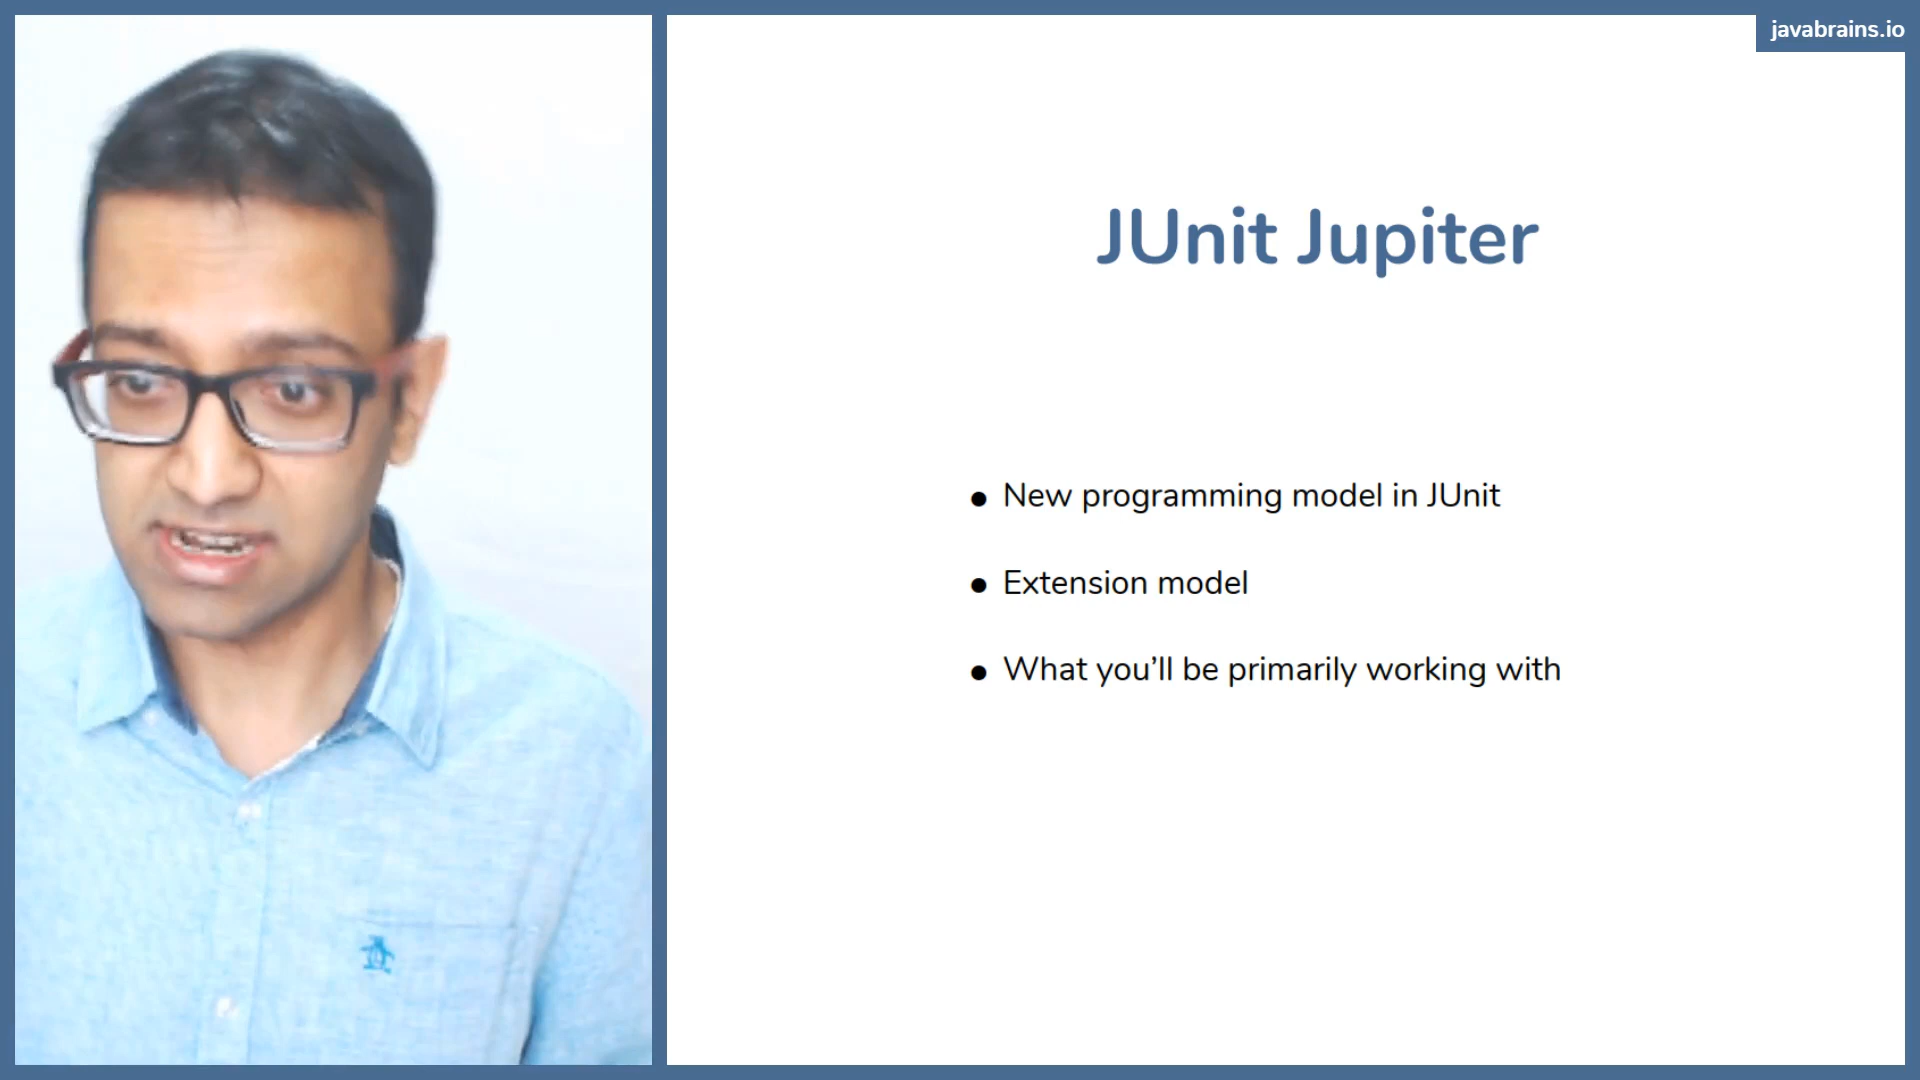 javabrains.io
JUnit Jupiter
● New programming model in JUnit
● Extension model
● What you’ll be primarily working with